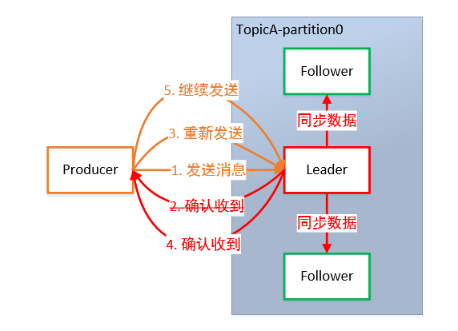 TopicA-partition0
Follower
5. 继续发送
同步数据
3. 重新发送
Producer
1. 发送消息
Leader
2. 确认收到
同步数据
4. 确认收到
Follower